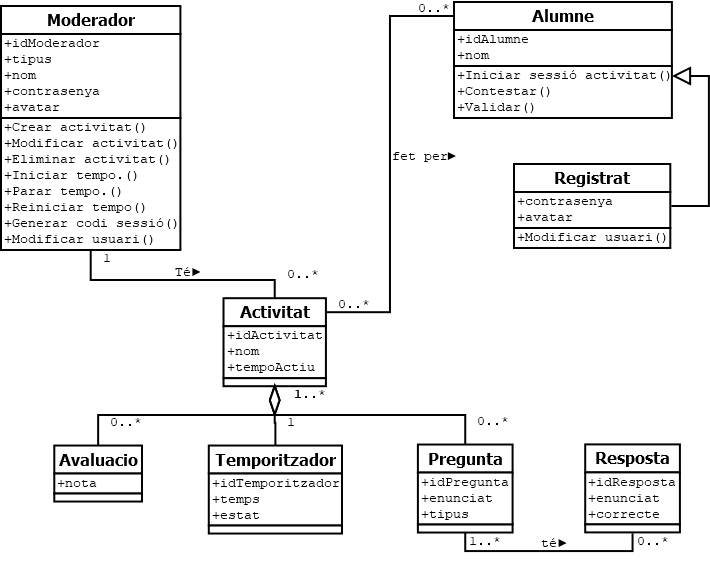 Moderador
+idModerador
+tipus
+nom
+contrasenya
+avatar
+Crear activitat()
+Modificar activitat()
+Eliminar activitat()
+Iniciar tempo.()
+Parar tempo.()
+Reiniciar tempo()
+Generar codi sessió()
+Modificar usuari()
0..*
Alumne
+idAlumne
+nom
+Iniciar sessió activitat()
+Contestar()
+Validar()
fet per►
Registrat
+contrasenya
+avatar
+Modificar usuari()
1
Té►
0..*
0..*
Activitat
+idActivitat
+nom
+tempoActiu
1..*
0..*
1
0..*
Avaluacio
+nota
Temporitzador
+idTemporitzador
+temps
+estat
Pregunta
+idPregunta
+enunciat
+tipus
Resposta
+idResposta
+enunciat
+correcte
1..*
té►
0..*